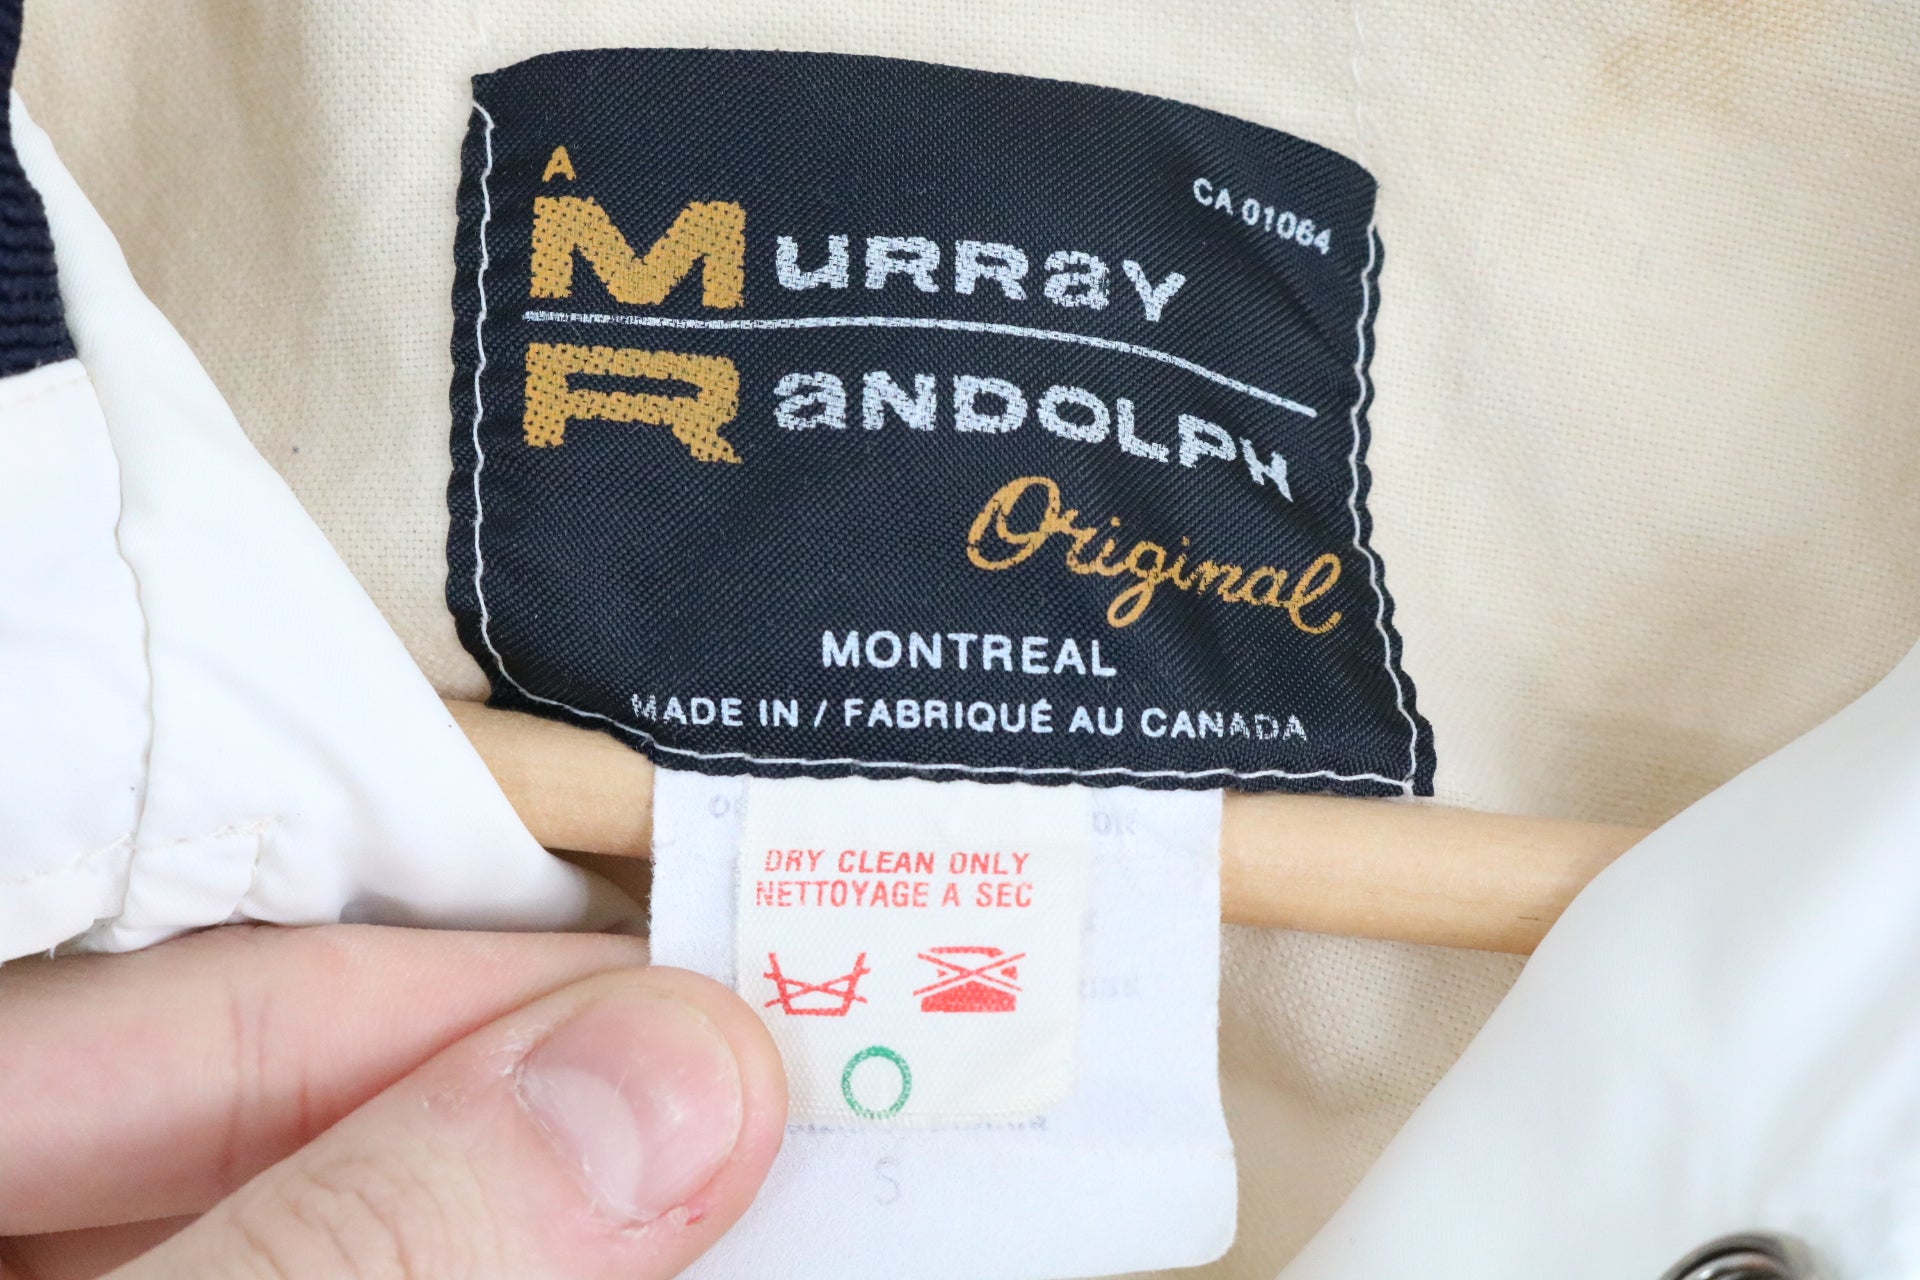 A
MURRAY
CA 01064
RANDOLPH
Original
MONTREAL
MADE IN / FABRIQUÉ AU CANADA
DRY CLEAN ONLY
NETTOYAGE A SEC
S